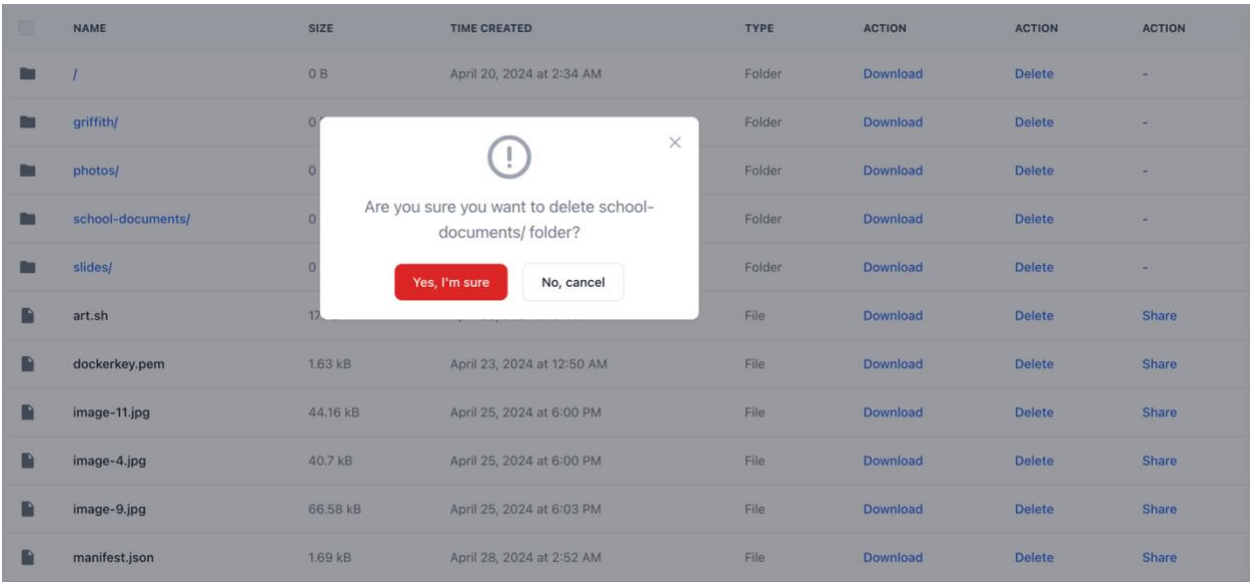 NAME SIZE TIME CREATED TYPE ACTION ACTION ACTION
/ 0 B April 20, 2024 at 2:34 AM Folder Download Delete -
griffith/ 0 Folder Download Delete -
photos/ 0 Folder Download Delete -
school-documents/ 0 Folder Download Delete -
slides/ 0 Folder Download Delete -
Are you sure you want to delete school-
documents/ folder?
Yes, I'm sure No, cancel
art.sh File Download Delete Share
dockerkey.pem 1.63 kB April 23, 2024 at 12:50 AM File Download Delete Share
image-11.jpg 44.16 kB April 25, 2024 at 6:00 PM File Download Delete Share
image-4.jpg 40.7 kB April 25, 2024 at 6:00 PM File Download Delete Share
image-9.jpg 66.58 kB April 25, 2024 at 6:03 PM File Download Delete Share
manifest.json 1.69 kB April 28, 2024 at 2:52 AM File Download Delete Share